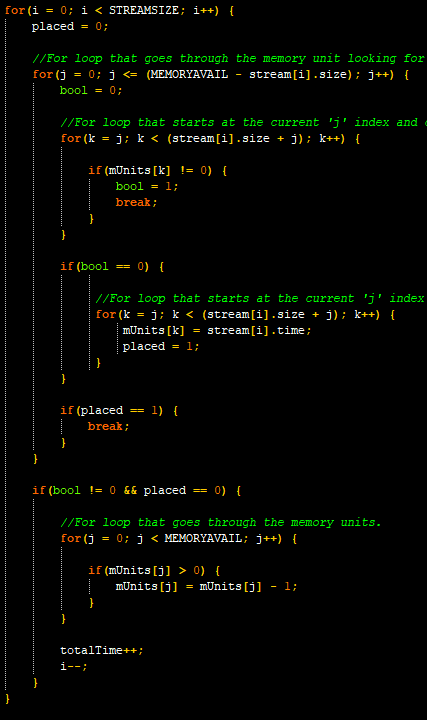 for(i = 0; i < STREAMSIZE; i++) {
placed = 0;
//For loop that goes through the memory unit looking for
for(j = 0; j <= (MEMORYAVAIL - stream[i].size); j++) {
bool = 0;
//For loop that starts at the current 'j' index and
for(k = j; k < (stream[i].size + j); k++) {
if(mUnits[k] != 0) {
bool = 1;
break;
}
}
if(bool == 0) {
//For loop that starts at the current 'j' index
for(k = j; k < (stream[i].size + j); k++) {
mUnits[k] = stream[i].time;
placed = 1;
}
}
if(placed == 1) {
break;
}
}
if(bool != 0 && placed == 0) {
//For loop that goes through the memory units.
for(j = 0; j < MEMORYAVAIL; j++) {
if(mUnits[j] > 0) {
mUnits[j] = mUnits[j] - 1;
}
}
totalTime++;
i--;
}
}